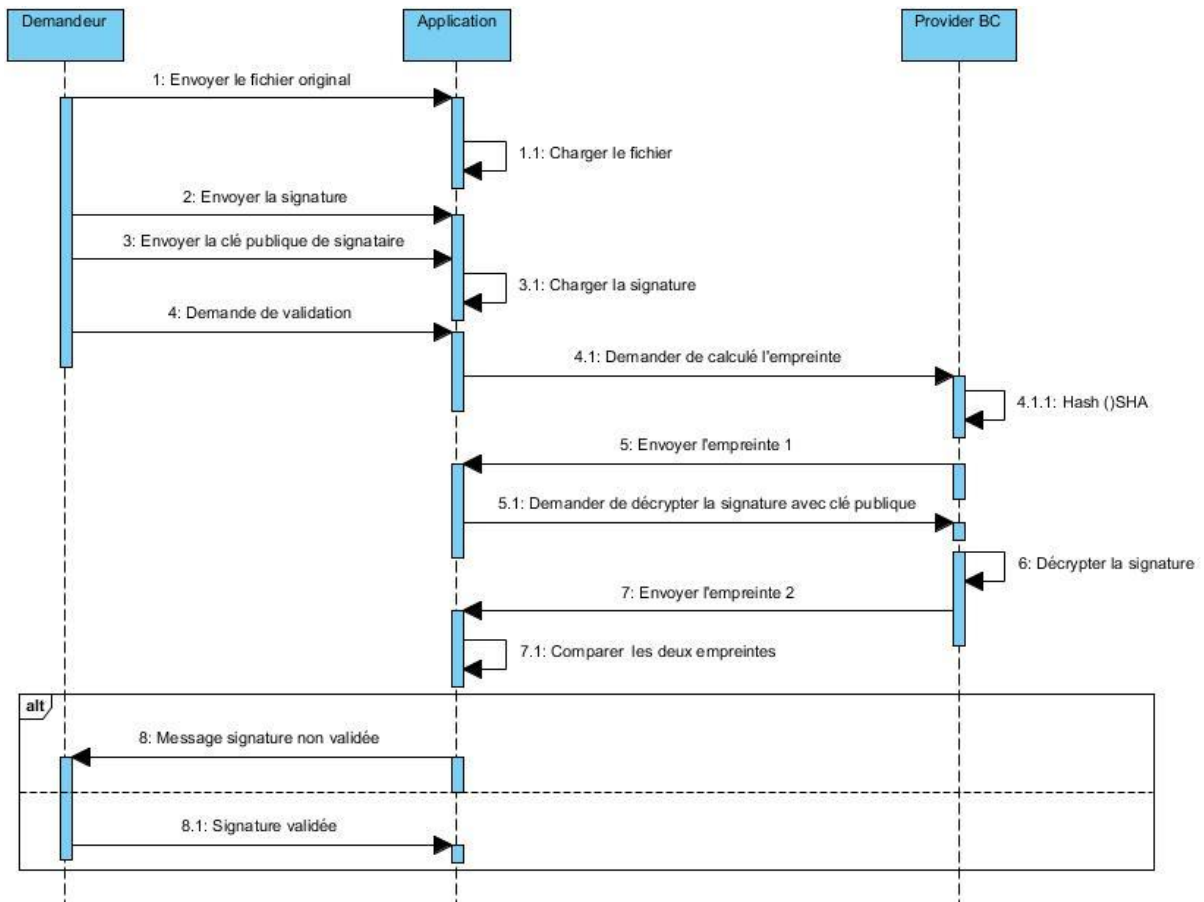 Demandeur
Application
Provider BC
1: Envoyer le fichier original
1.1: Charger le fichier
2: Envoyer la signature
3: Envoyer la clé publique de signataire
3.1: Charger la signature
4: Demande de validation
4.1: Demander de calculé l'empreinte
4.1.1: Hash ()SHA
5: Envoyer l'empreinte 1
5.1: Demander de décrypter la signature avec clé publique
6: Décrypter la signature
7: Envoyer l'empreinte 2
7.1: Comparer les deux empreintes
alt
8: Message signature non validée
8.1: Signature validée